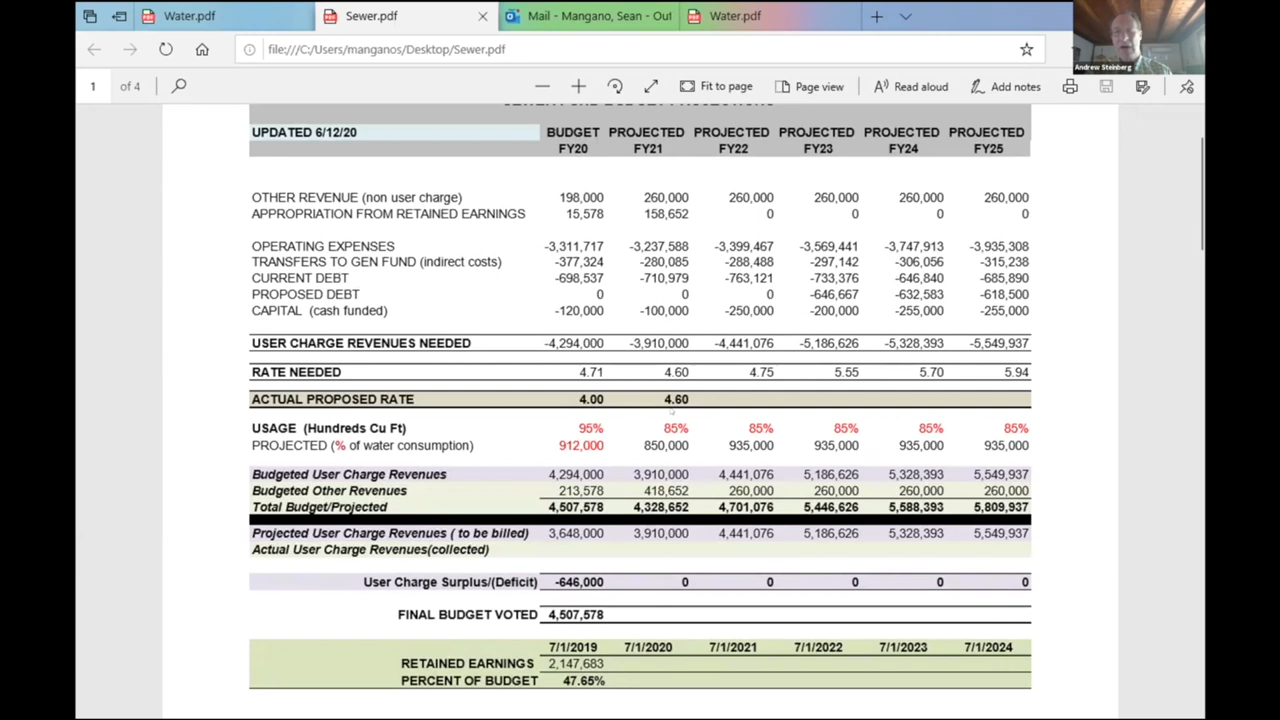 Water.pdf
Sewer.pdf
Mail - Mangano, Sean - Out
Water.pdf
Andrew Steinberg
file:///C:/Users/manganos/Desktop/Sewer.pdf
1 of 4
Fit to page
Page view
Read aloud
Add notes
UPDATED 6/12/20 BUDGET PROJECTED PROJECTED PROJECTED PROJECTED PROJECTED
FY20 FY21 FY22 FY23 FY24 FY25
OTHER REVENUE (non user charge) 198,000 260,000 260,000 260,000 260,000 260,000
APPROPRIATION FROM RETAINED EARNINGS 15,578 158,652 0 0 0 0
OPERATING EXPENSES -3,311,717 -3,237,588 -3,399,467 -3,569,441 -3,747,913 -3,935,308
TRANSFERS TO GEN FUND (indirect costs) -377,324 -280,085 -288,488 -297,142 -306,056 -315,238
CURRENT DEBT -698,537 -710,979 -763,121 -733,376 -646,840 -685,890
PROPOSED DEBT 0 0 0 -646,667 -632,583 -618,500
CAPITAL (cash funded) -120,000 -100,000 -250,000 -200,000 -255,000 -255,000
USER CHARGE REVENUES NEEDED -4,294,000 -3,910,000 -4,441,076 -5,186,626 -5,328,393 -5,549,937
RATE NEEDED 4.71 4.60 4.75 5.55 5.70 5.94
ACTUAL PROPOSED RATE 4.00 4.60
USAGE (Hundreds Cu Ft) 95% 85% 85% 85% 85% 85%
PROJECTED (% of water consumption) 912,000 850,000 935,000 935,000 935,000 935,000
Budgeted User Charge Revenues 4,294,000 3,910,000 4,441,076 5,186,626 5,328,393 5,549,937
Budgeted Other Revenues 213,578 418,652 260,000 260,000 260,000 260,000
Total Budget/Projected 4,507,578 4,328,652 4,701,076 5,446,626 5,588,393 5,809,937
Projected User Charge Revenues ( to be billed) 3,648,000 3,910,000 4,441,076 5,186,626 5,328,393 5,549,937
Actual User Charge Revenues(collected)
User Charge Surplus/(Deficit) -646,000 0 0 0 0 0
FINAL BUDGET VOTED 4,507,578
7/1/2019 7/1/2020 7/1/2021 7/1/2022 7/1/2023 7/1/2024
RETAINED EARNINGS 2,147,683
PERCENT OF BUDGET 47.65%